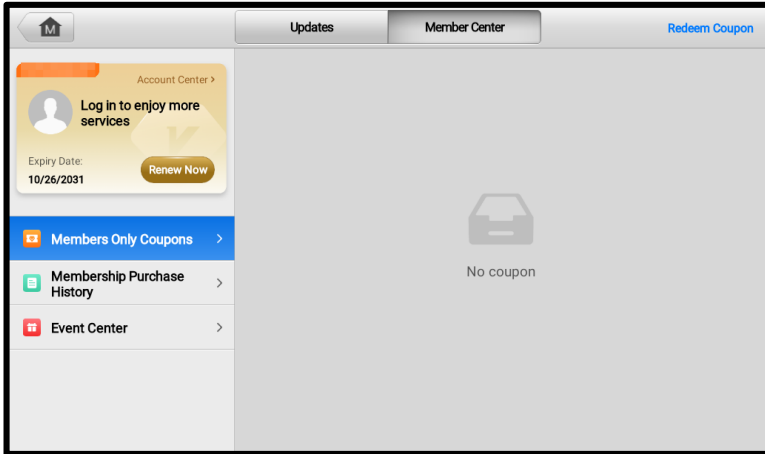 M
Updates
Member Center
Redeem Coupon
Account Center >
Log in to enjoy more
services
Expiry Date:
10/26/2031
Renew Now
Members Only Coupons
Membership Purchase
History
Event Center
No coupon